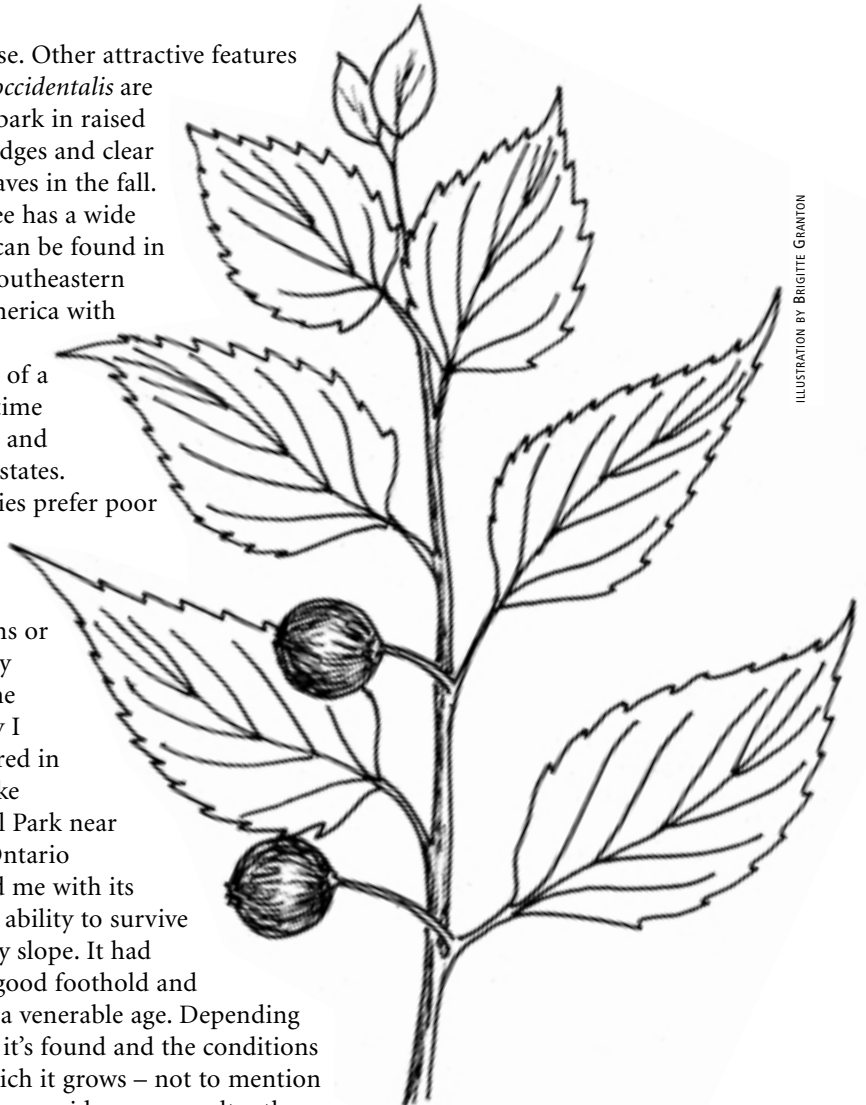 se. Other attractive features
occidentalis are
bark in raised
dges and clear
aves in the fall.
ee has a wide
can be found in
outheastern
merica with
of a
time
and
states.
ies prefer poor
ns or
y
ne
y I
red in
ke
l Park near
Ontario
d me with its
ability to survive
y slope. It had
good foothold and
a venerable age. Depending
it's found and the conditions
ich it grows – not to mention
ILLUSTRATION BY BRIGITTE GRANTON